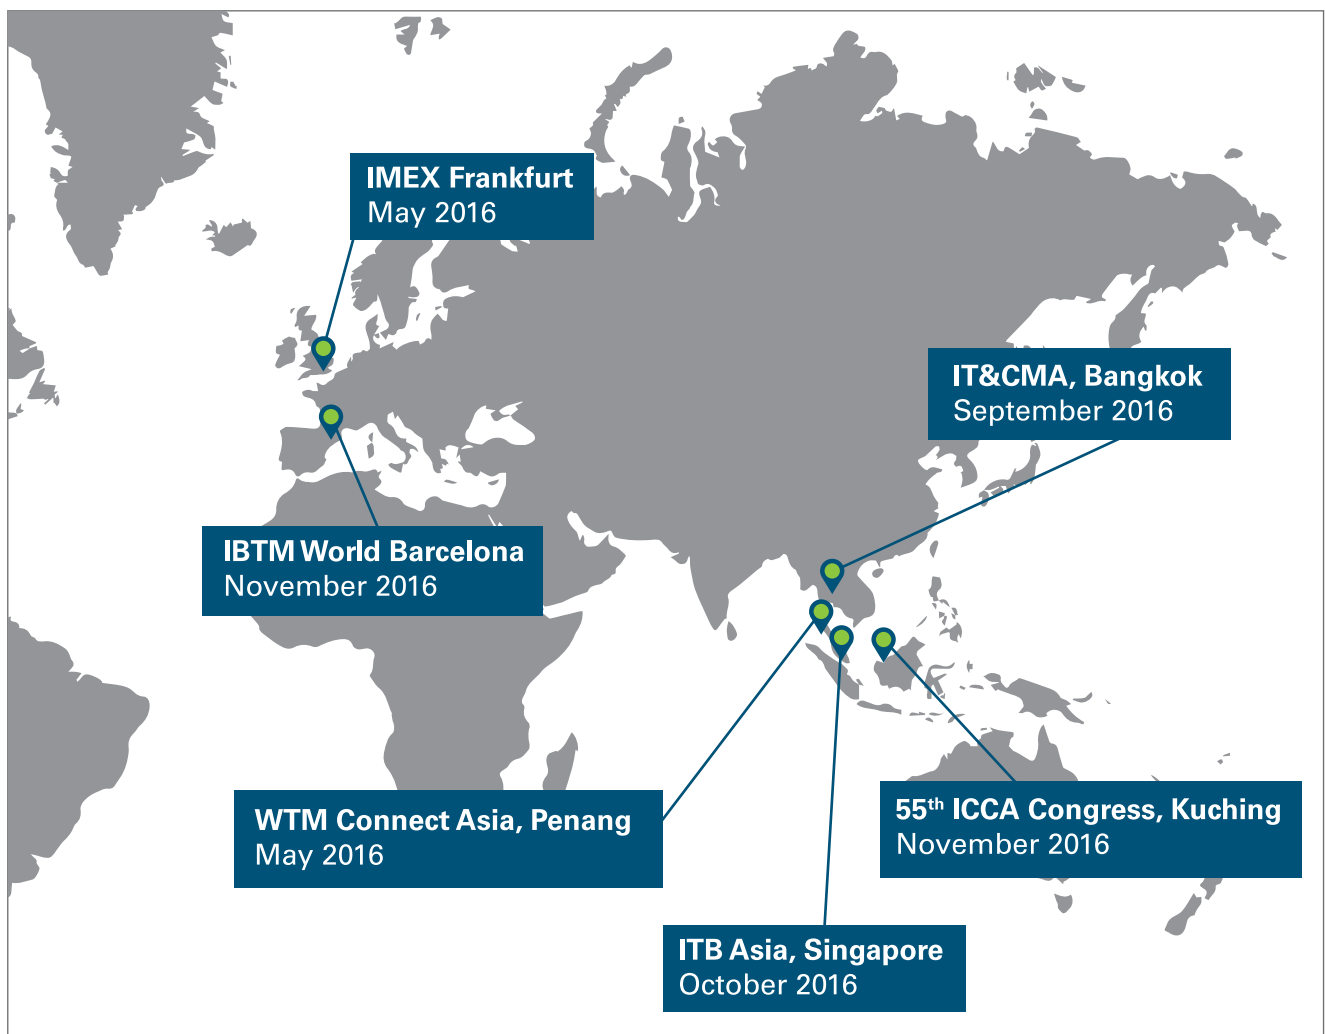 IMEX Frankfurt
May 2016
IT&CMA, Bangkok
September 2016
IBTM World Barcelona
November 2016
WTM Connect Asia, Penang
May 2016
55th ICCA Congress, Kuching
November 2016
ITB Asia, Singapore
October 2016